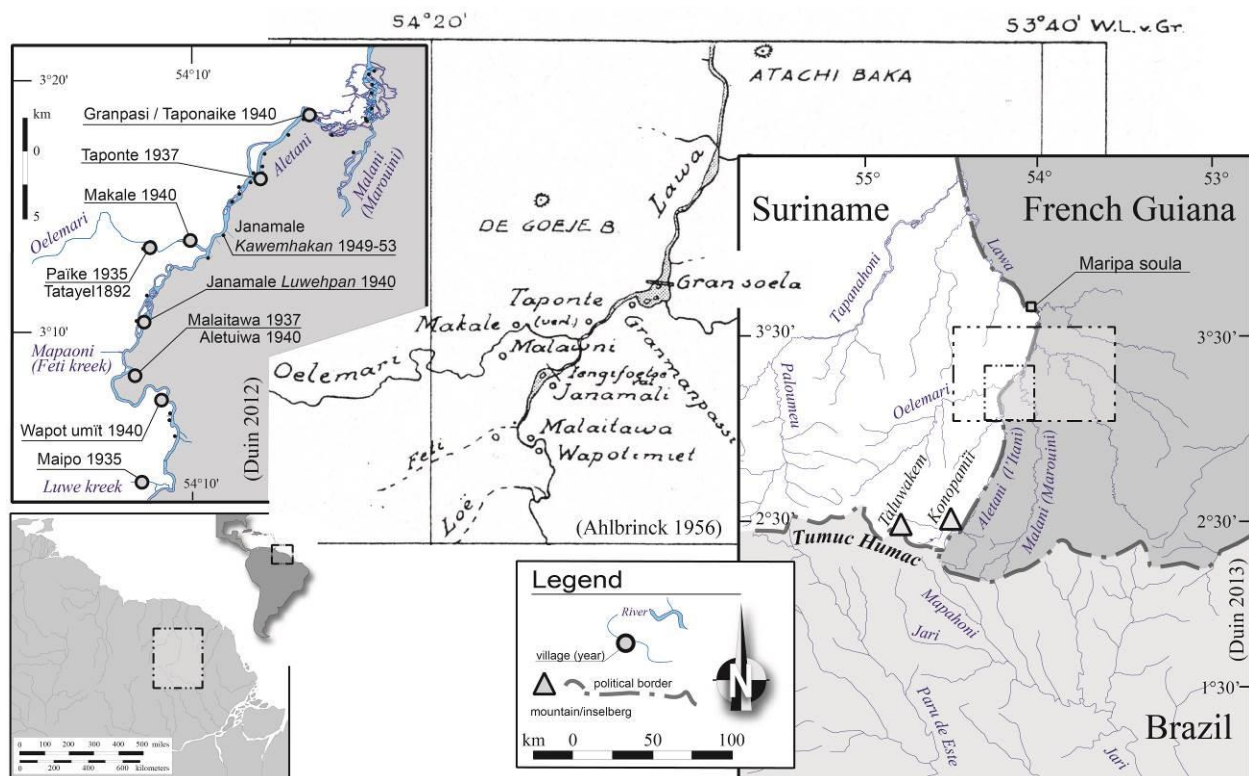 54°20'
53°40' W.L.v.Gr.
ATACHI BAKA
Lawa
DE GOEJE B.
Gran soela
Taponte
(verl.)
Makale
Granmanpassi
Oelemari
Malawni
Janamali
Feti
Malaitawa
Wapotimiet
Loë
(Ahlbrinck 1956)
3°20'
54°10'
km
0
5
Granpasi / Taponaike 1940
Aletani
Taponte 1937
Malani
(Marouini)
Makale 1940
Oelemari
Janamale
Kawemhakan 1949-53
Païke 1935
Tatayel1892
Janamale Luwehpan 1940
3°10'
Malaitawa 1937
Aletuiwa 1940
Mapaoni
(Feti kreek)
Wapot umït 1940
Maipo 1935
Luwe kreek
54°10'
(Duin 2012)
55°
54°
53°
Suriname
French Guiana
Lawa
Tapanahoni
Maripa soula
3°30'
3°30'
Paloumeu
Oelemari
Taluwakem
Konopamïi
Aletani (l'Itani)
Malani (Marouini)
2°30'
2°30'
Tumuc Humac
Mapahoni
Jari
Paru de Este
1°30'
Brazil
Jari
(Duin 2013)
Legend
River
village (year)
political border
mountain/inselberg
N
km 0 50 100
0 100 200 300 400 500 miles
0 200 400 600 kilometers